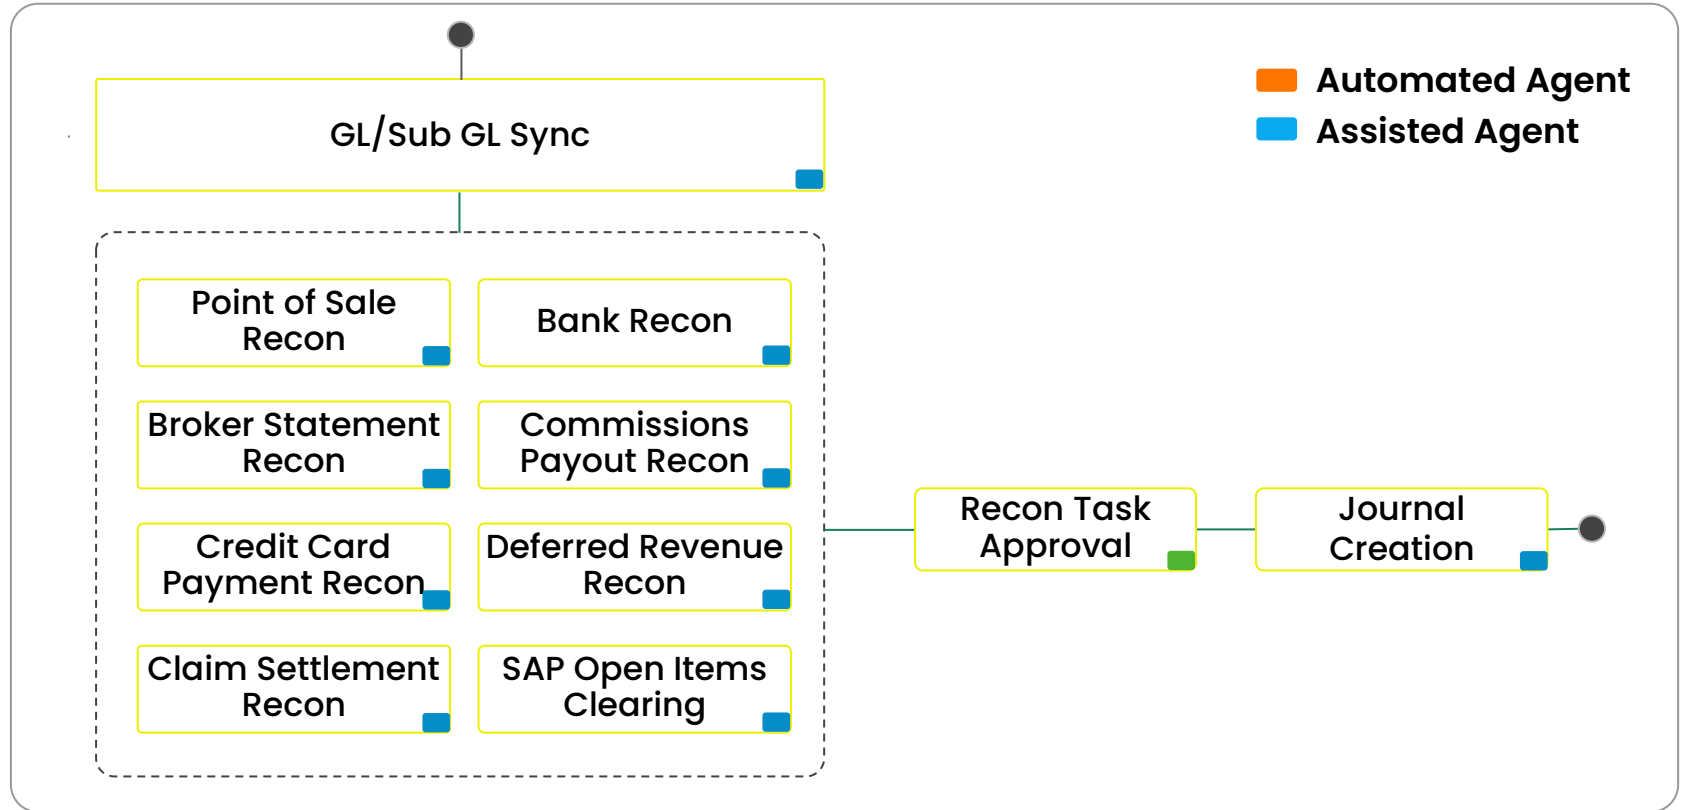 Automated Agent
Assisted Agent
GL/Sub GL Sync
Point of Sale
Recon
Bank Recon
Broker Statement
Recon
Commissions
Payout Recon
Credit Card
Payment Recon
Deferred Revenue
Recon
Claim Settlement
Recon
SAP Open Items
Clearing
Recon Task
Approval
Journal
Creation